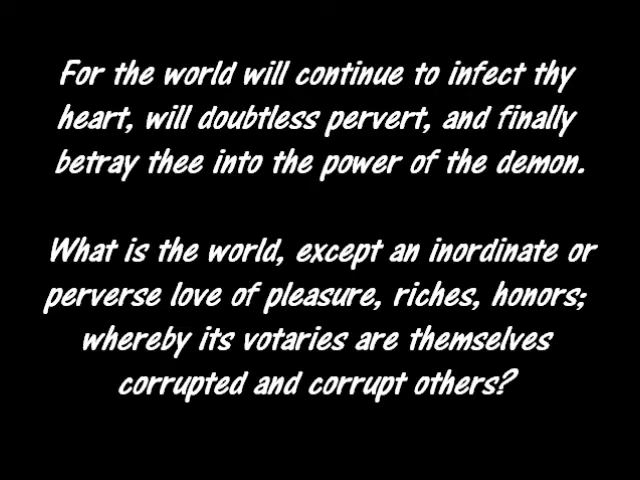 For the world will continue to infect thy
heart, will doubtless pervert, and finally
betray thee into the power of the demon.
What is the world, except an inordinate or
perverse love of pleasure, riches, honors;
whereby its votaries are themselves
corrupted and corrupt others?